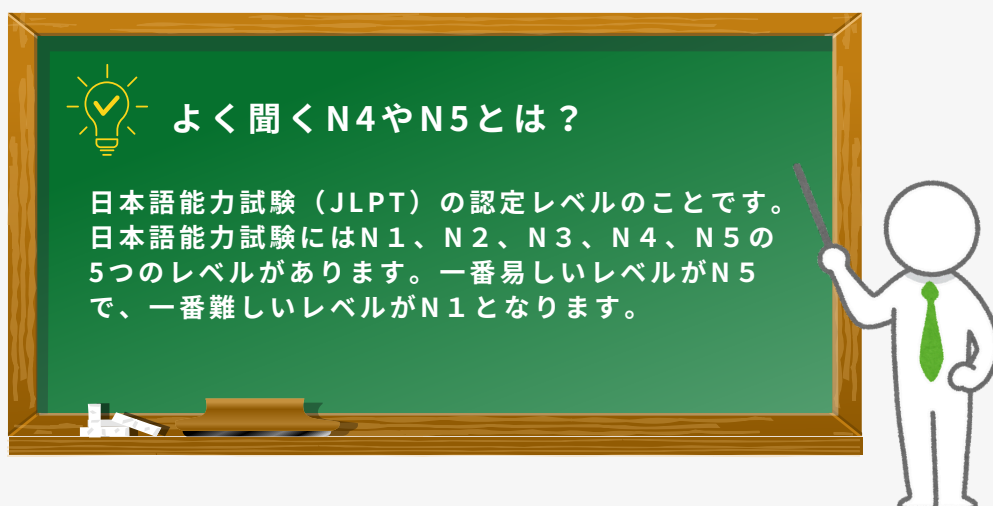 よく聞くN4やN5とは？
日本語能力試験（JLPT）の認定レベルのことです。
日本語能力試験にはN１、N２、N３、N４、N５の
5つのレベルがあります。一番易しいレベルがN５
で、一番難しいレベルがN１となります。